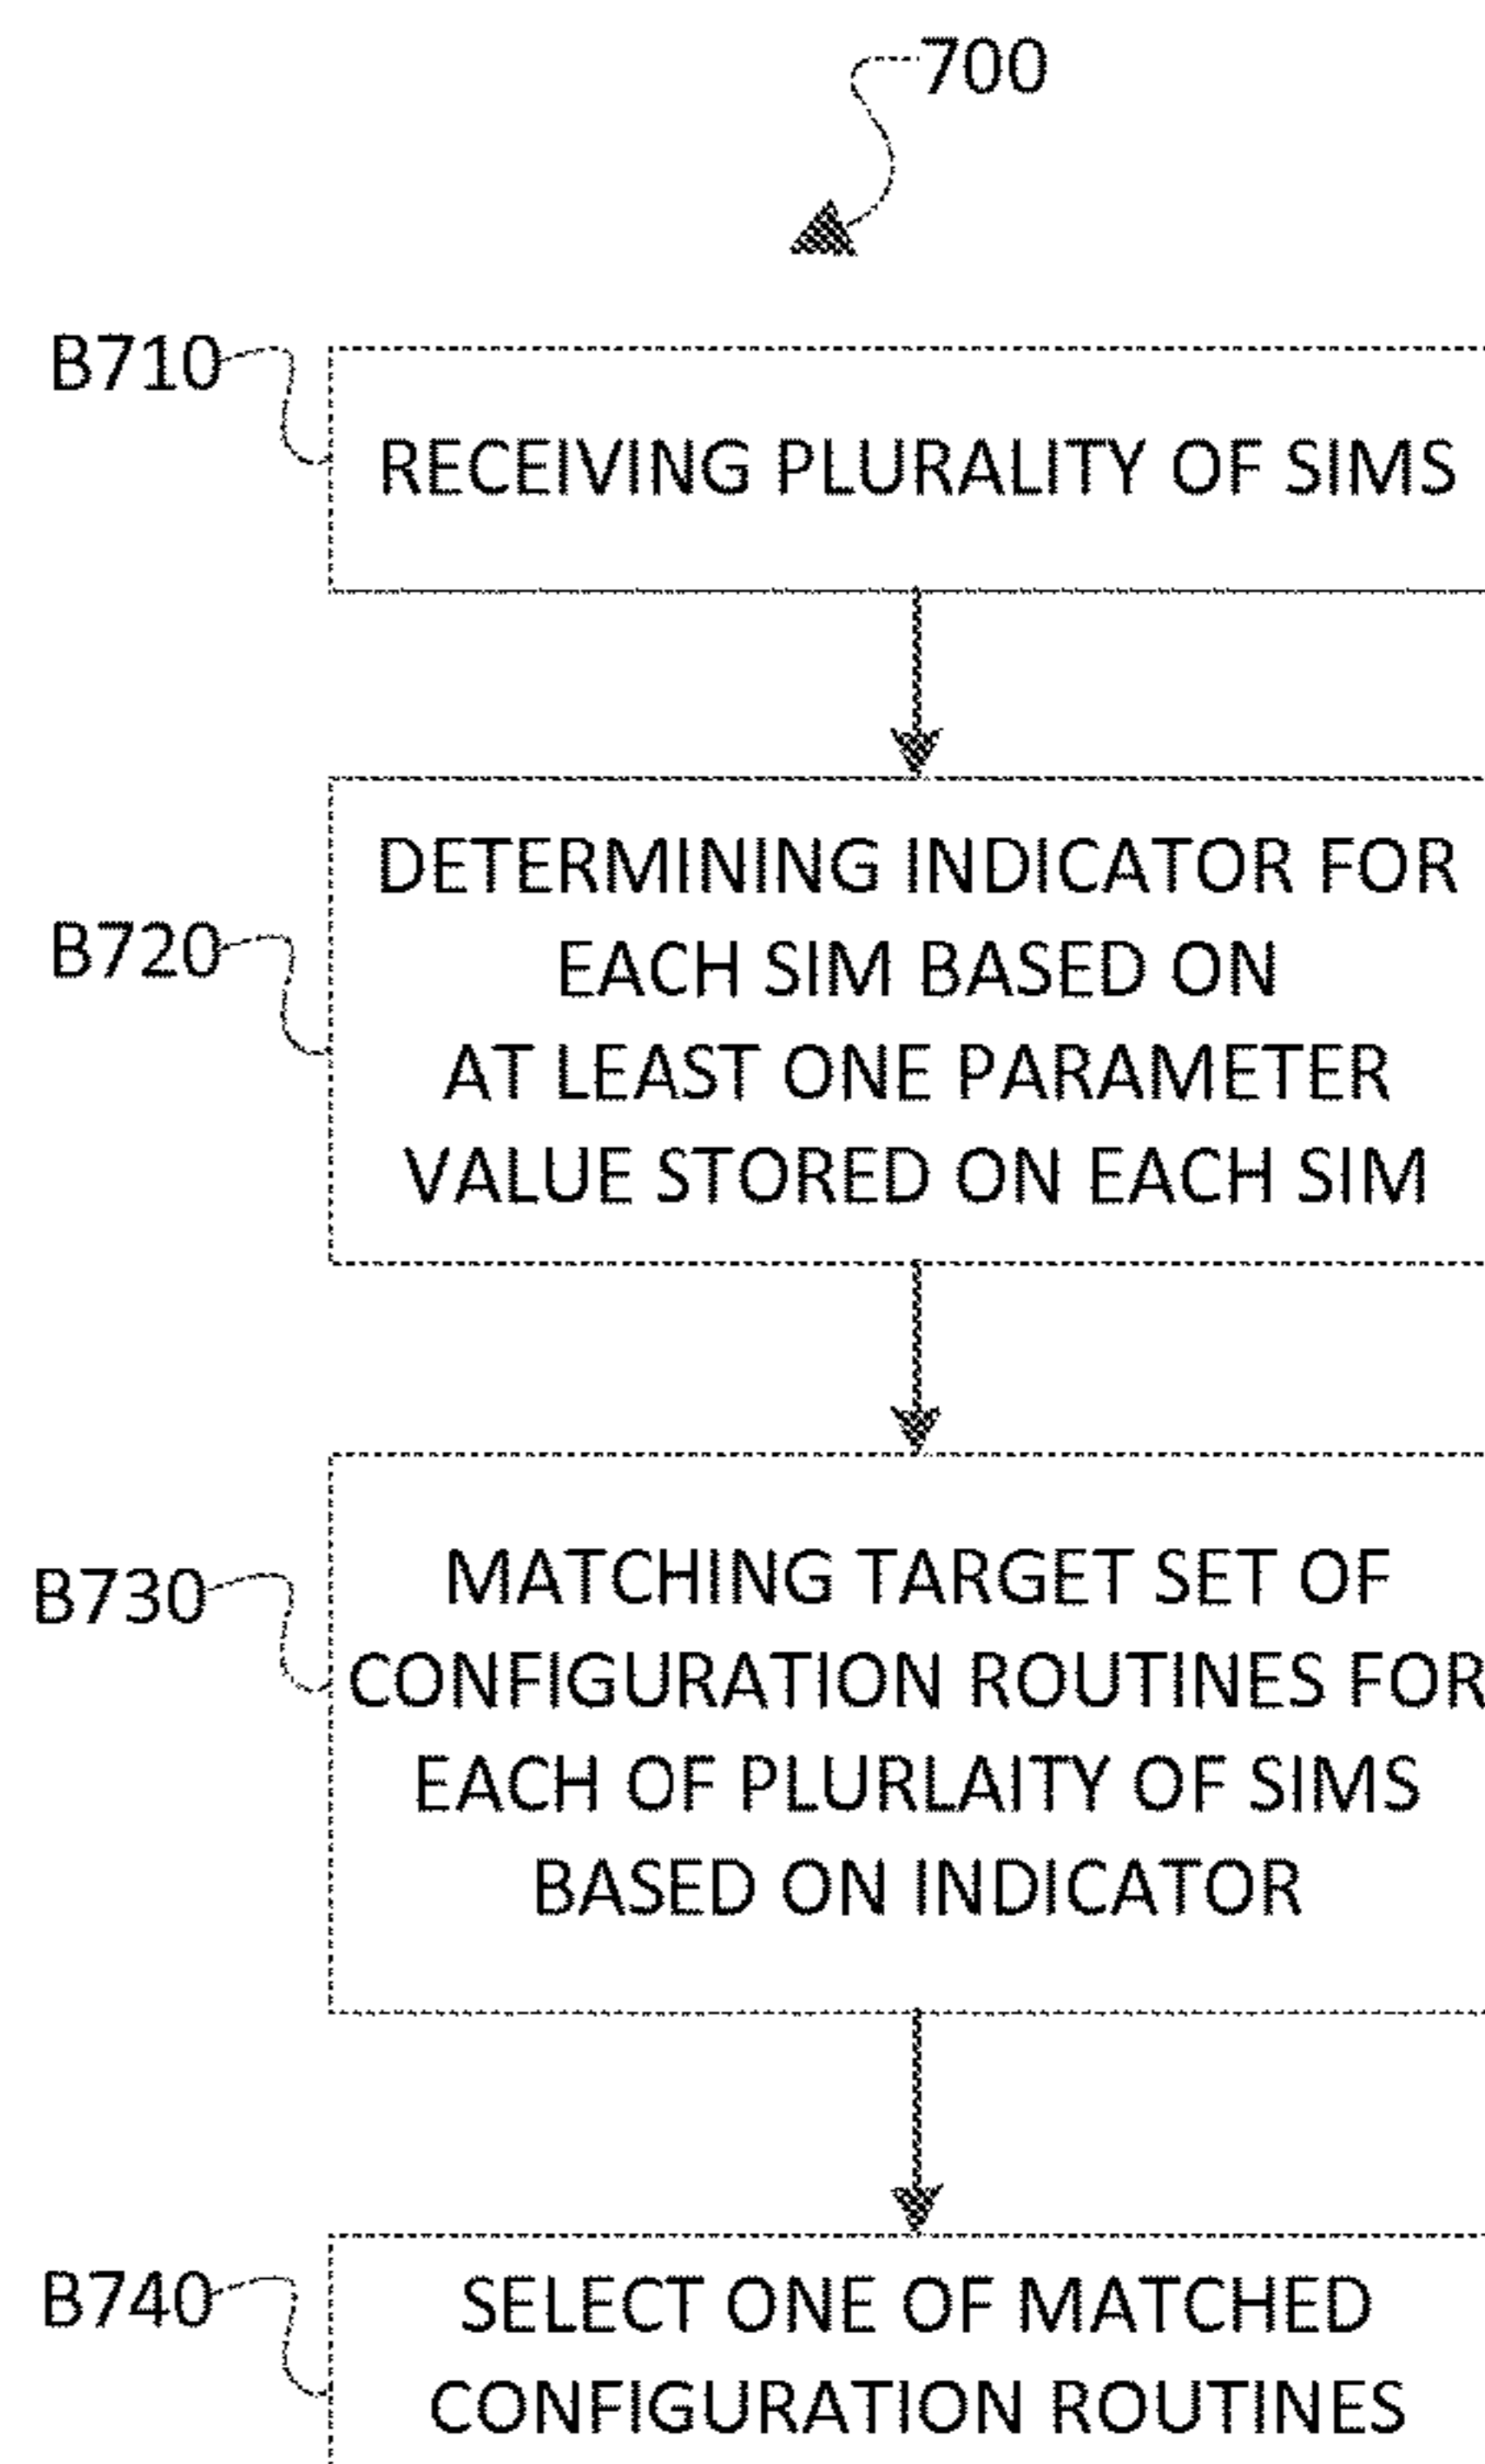 700
B710
RECEIVING PLURALITY OF SIMS
B720
DETERMINING INDICATOR FOR
EACH SIM BASED ON
AT LEAST ONE PARAMETER
VALUE STORED ON EACH SIM
B730
MATCHING TARGET SET OF
CONFIGURATION ROUTINES FOR
EACH OF PLURLAITY OF SIMS
BASED ON INDICATOR
B740
SELECT ONE OF MATCHED
CONFIGURATION ROUTINES